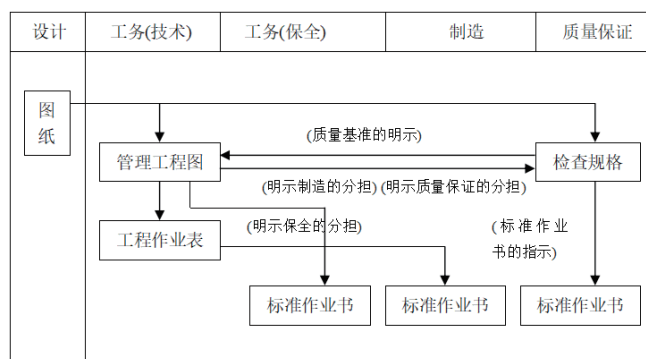 设计
工务(技术)
工务(保全)
制造
质量保证
图
纸
(质量基准的明示)
管理工程图
检查规格
(明示制造的分担)
(明示质量保证的分担)
工程作业表
(明示保全的分担)
(标准作业
书的指示)
标准作业书
标准作业书
标准作业书